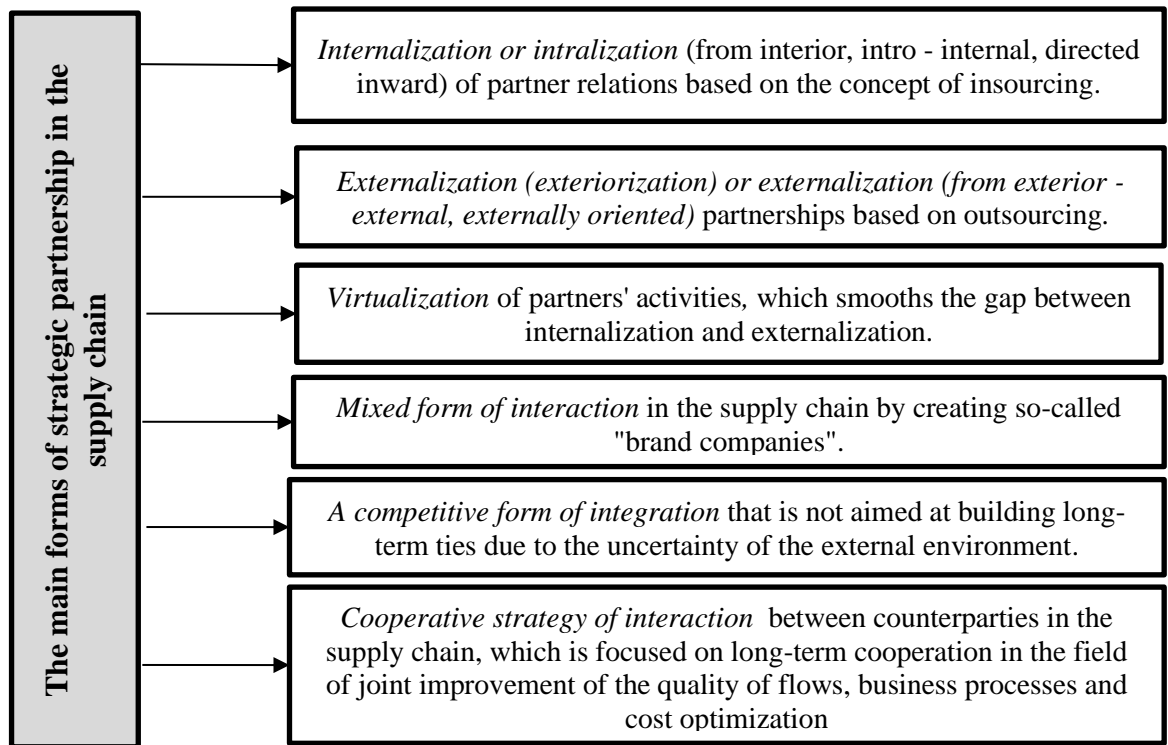 The main forms of strategic partnership in the
supply chain
Internalization or intralization (from interior, intro - internal, directed
inward) of partner relations based on the concept of insourcing.
Externalization (exteriorization) or externalization (from exterior -
external, externally oriented) partnerships based on outsourcing.
Virtualization of partners' activities, which smooths the gap between
internalization and externalization.
Mixed form of interaction in the supply chain by creating so-called
"brand companies".
A competitive form of integration that is not aimed at building long-
term ties due to the uncertainty of the external environment.
Cooperative strategy of interaction between counterparties in the
supply chain, which is focused on long-term cooperation in the field
of joint improvement of the quality of flows, business processes and
cost optimization